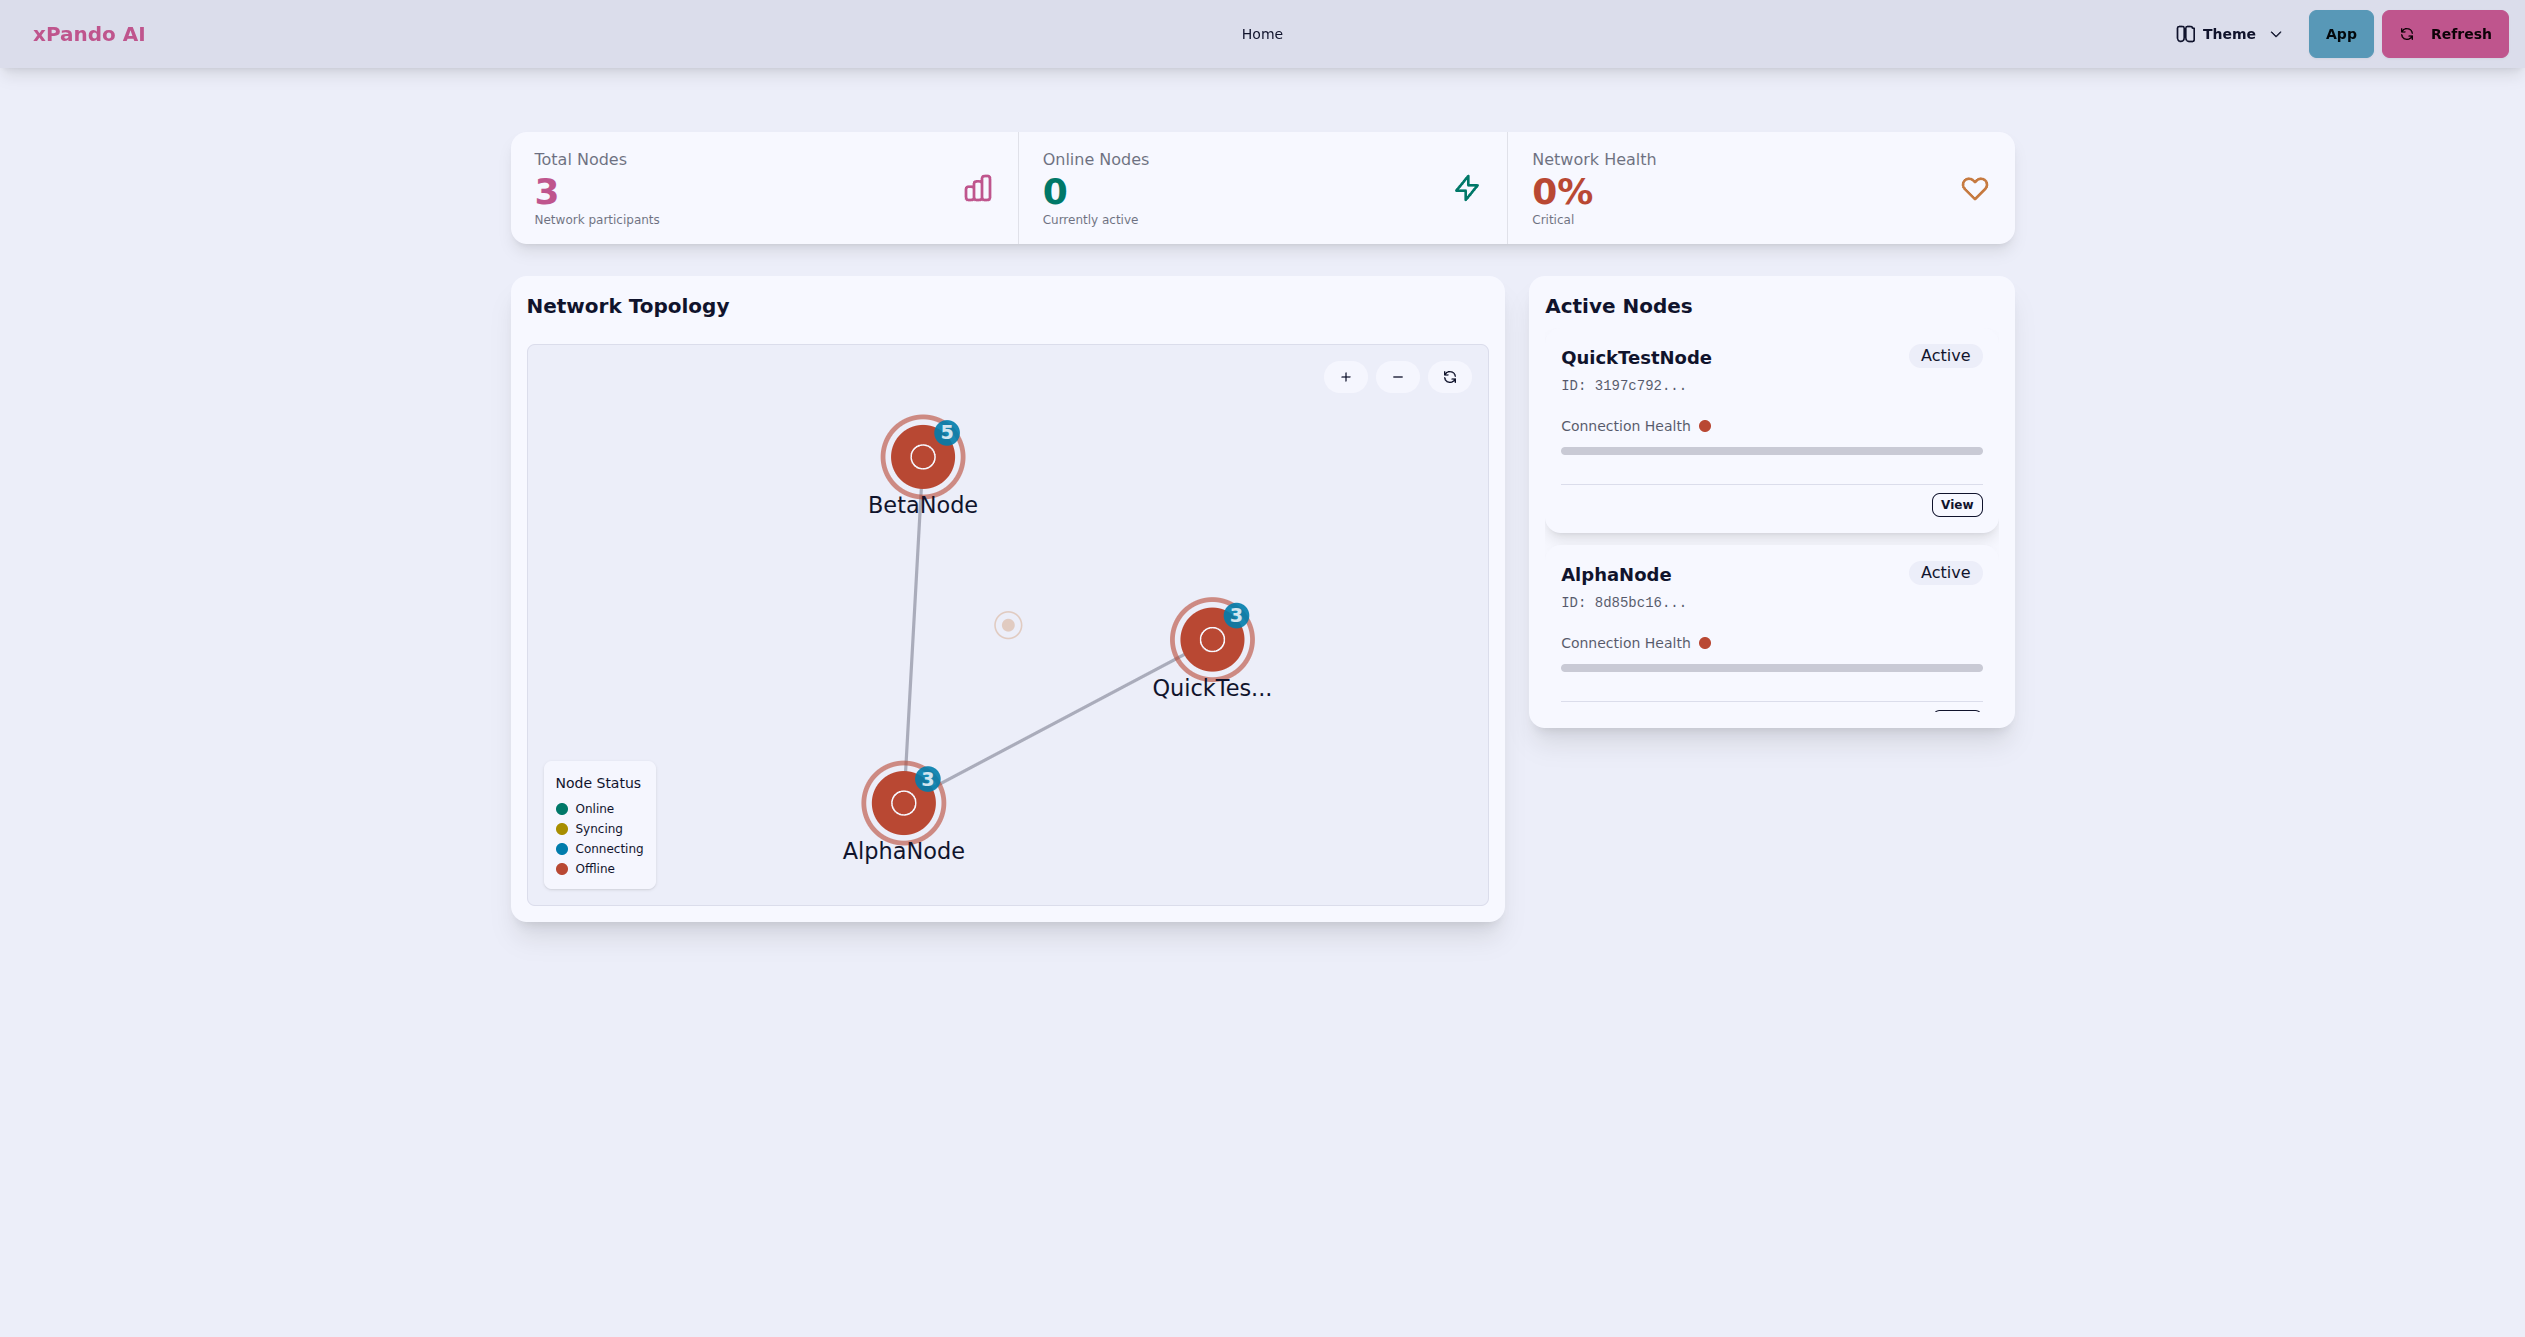 xPando AI
Home
Theme
App
Refresh
Total Nodes
3
Network participants
Online Nodes
0
Currently active
Network Health
0%
Critical
Network Topology
+
−
5
BetaNode
3
QuickTes...
3
AlphaNode
Node Status
Online
Syncing
Connecting
Offline
Active Nodes
QuickTestNode
Active
ID: 3197c792...
Connection Health
View
AlphaNode
Active
ID: 8d85bc16...
Connection Health